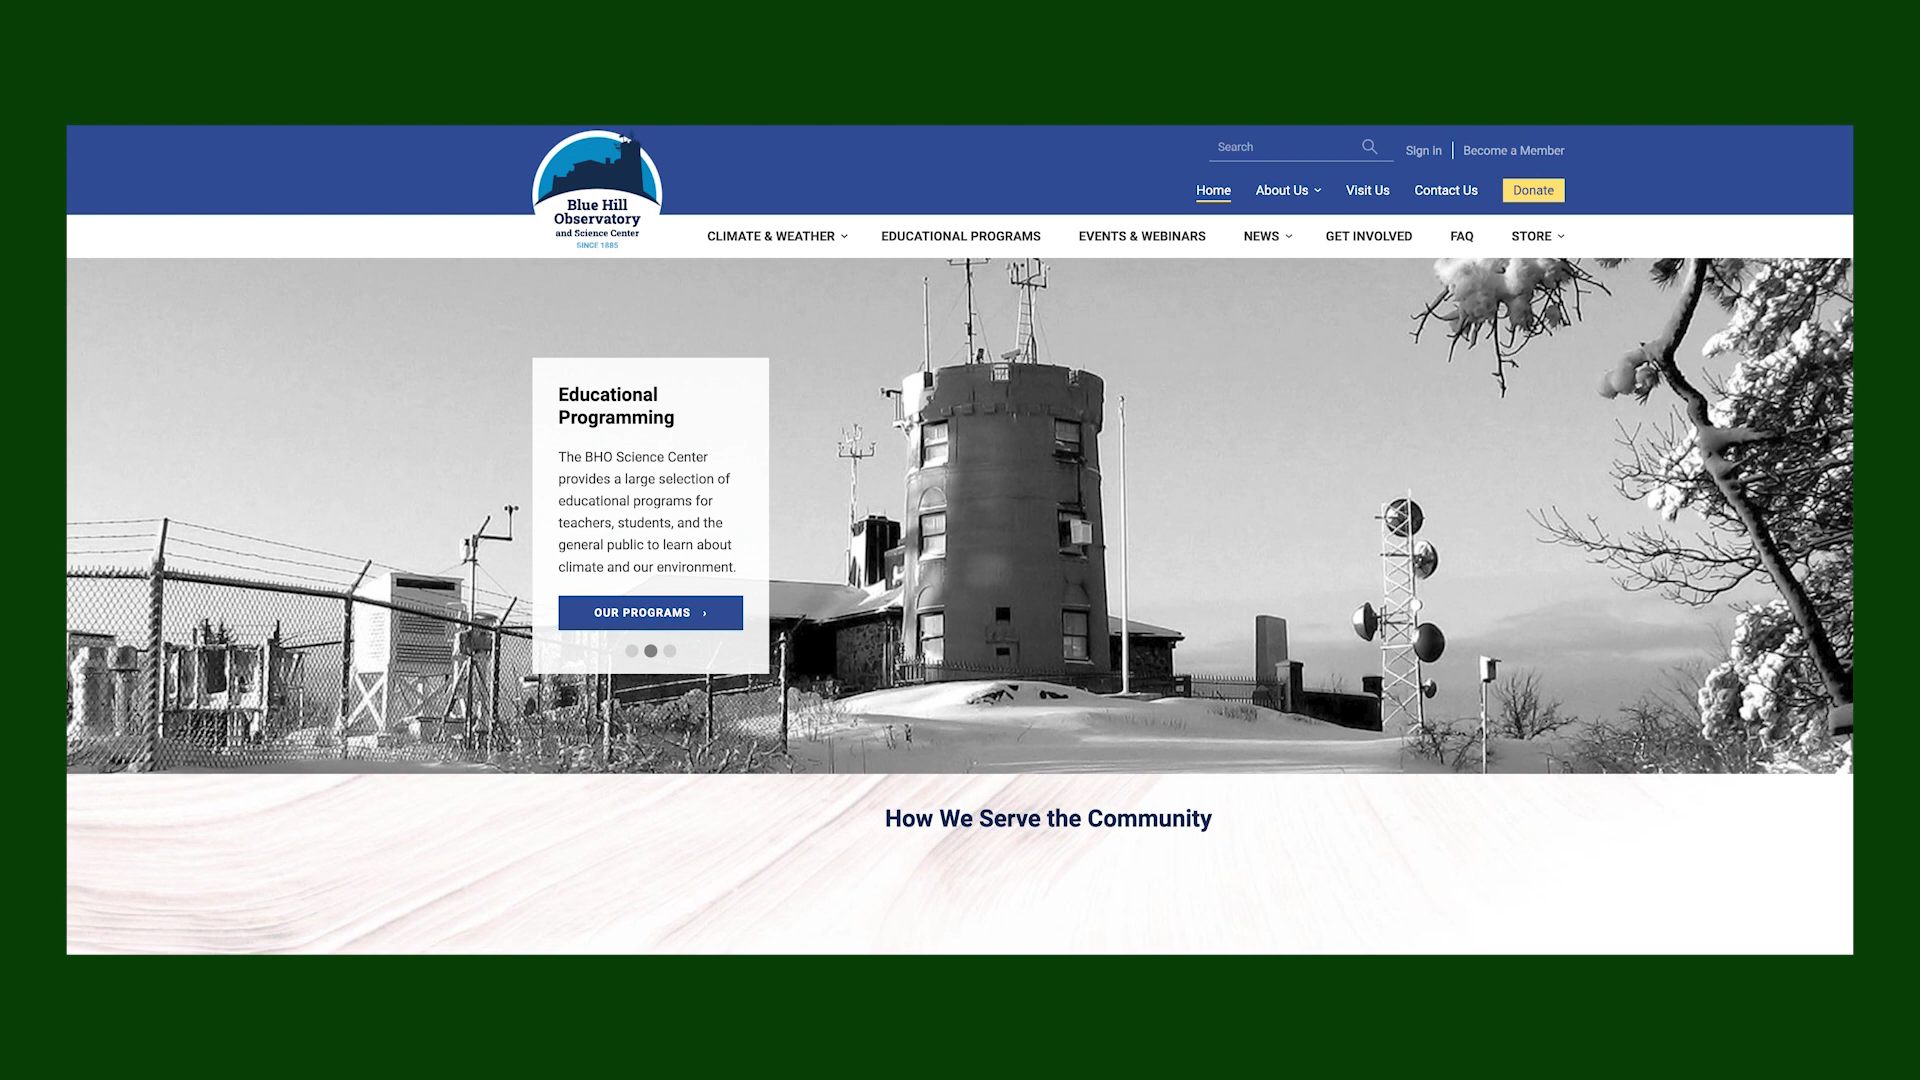 Search
Sign in
Become a Member
Home
About Us
Visit Us
Contact Us
Donate
Blue Hill
Observatory
and Science Center
SINCE 1885
CLIMATE & WEATHER
EDUCATIONAL PROGRAMS
EVENTS & WEBINARS
NEWS
GET INVOLVED
FAQ
STORE
Educational
Programming
The BHO Science Center
provides a large selection of
educational programs for
teachers, students, and the
general public to learn about
climate and our environment.
OUR PROGRAMS ›
How We Serve the Community